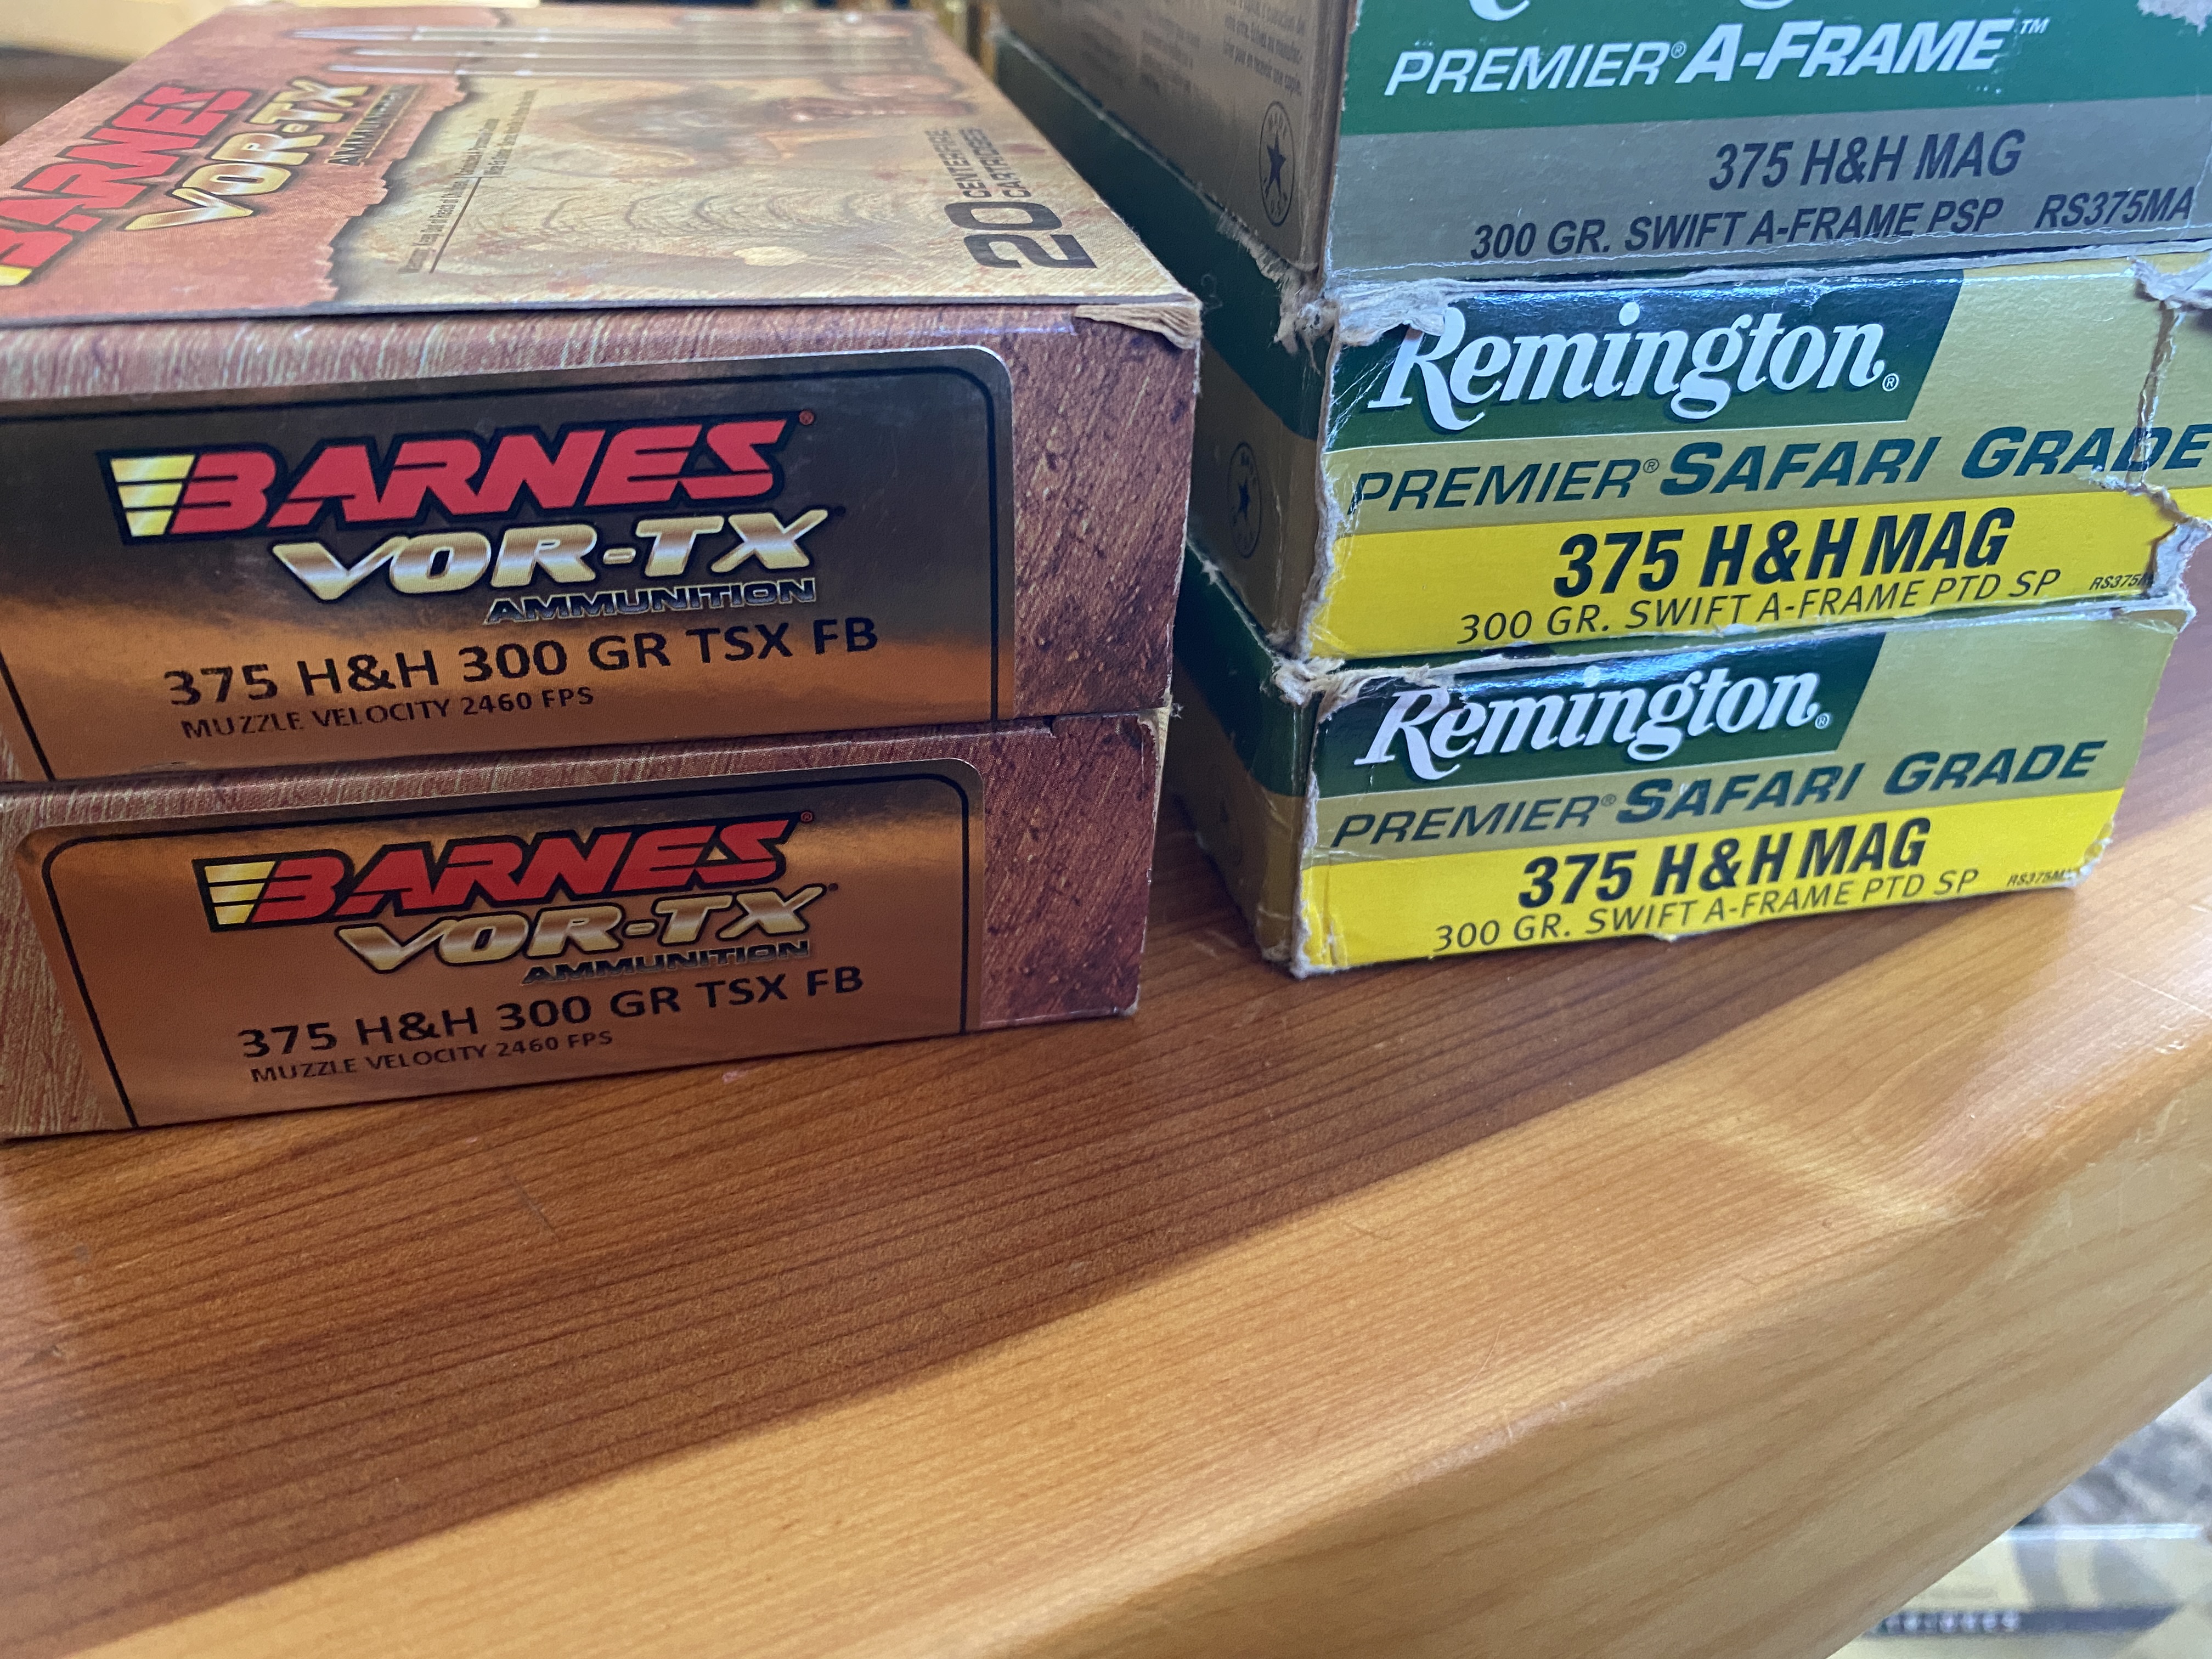 BARNES
VOR-TX
AMMUNITION
20 CENTERFIRE
CARTRIDGES
BARNES®
VOR-TX
AMMUNITION
375 H&H 300 GR TSX FB
MUZZLE VELOCITY 2460 FPS
BARNES®
VOR-TX
AMMUNITION
375 H&H 300 GR TSX FB
MUZZLE VELOCITY 2460 FPS
PREMIER® A-FRAME™
375 H&H MAG
300 GR. SWIFT A-FRAME PSP RS375MA
Remington®
PREMIER® SAFARI GRADE
375 H&H MAG
300 GR. SWIFT A-FRAME PTD SP
Remington®
PREMIER® SAFARI GRADE
375 H&H MAG
300 GR. SWIFT A-FRAME PTD SP